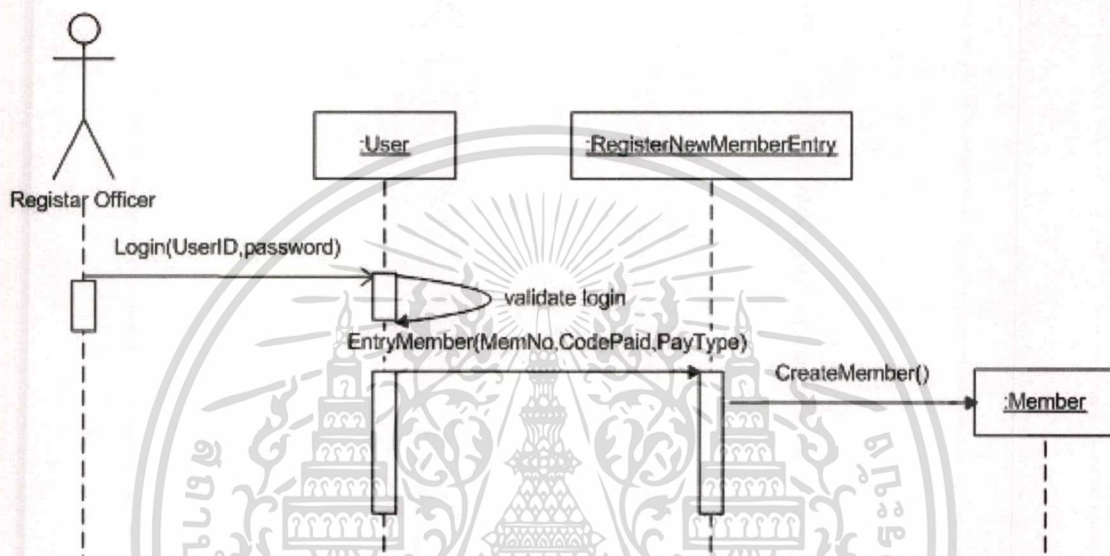 :User
:RegisterNewMemberEntry
Registar Officer
Login(UserID,password)
validate login
EntryMember(MemNo,CodePaid,PayType)
CreateMember()
:Member